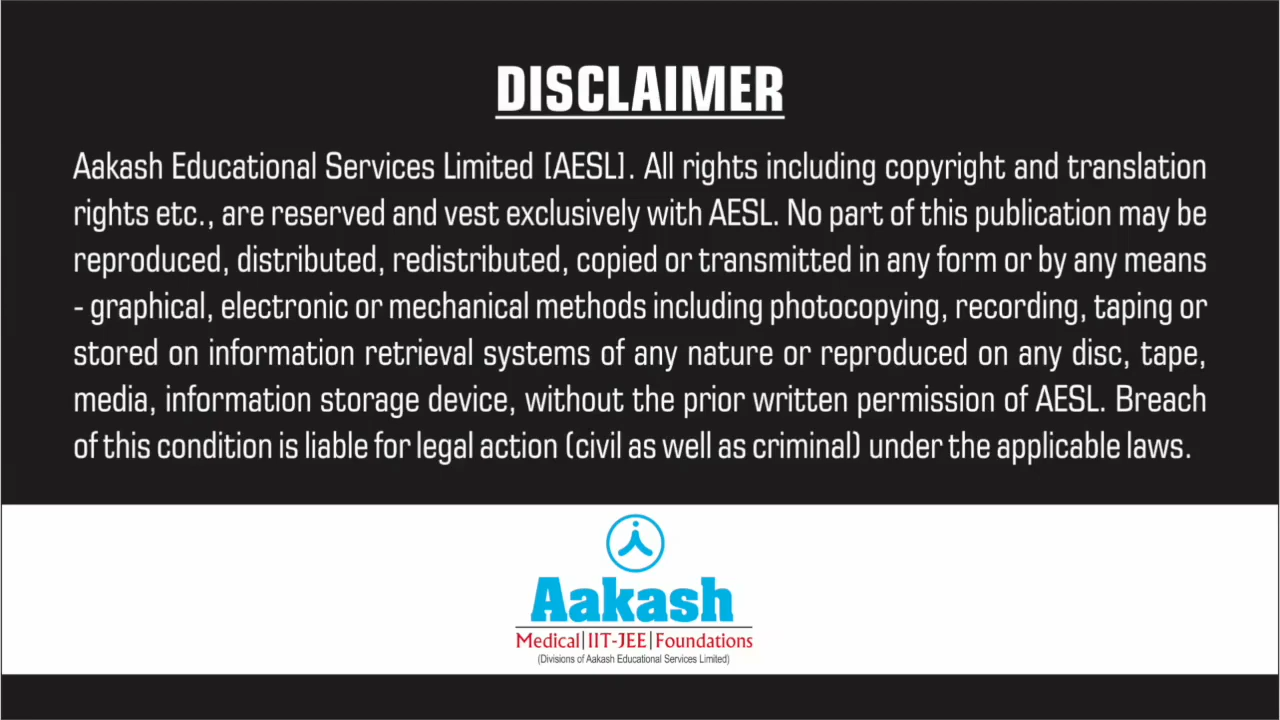 DISCLAIMER
Aakash Educational Services Limited [AESL]. All rights including copyright and translation
rights etc., are reserved and vest exclusively with AESL. No part of this publication may be
reproduced, distributed, redistributed, copied or transmitted in any form or by any means
- graphical, electronic or mechanical methods including photocopying, recording, taping or
stored on information retrieval systems of any nature or reproduced on any disc, tape,
media, information storage device, without the prior written permission of AESL. Breach
of this condition is liable for legal action (civil as well as criminal) under the applicable laws.
Aakash
Medical|IIT-JEE|Foundations
(Divisions of Aakash Educational Services Limited)